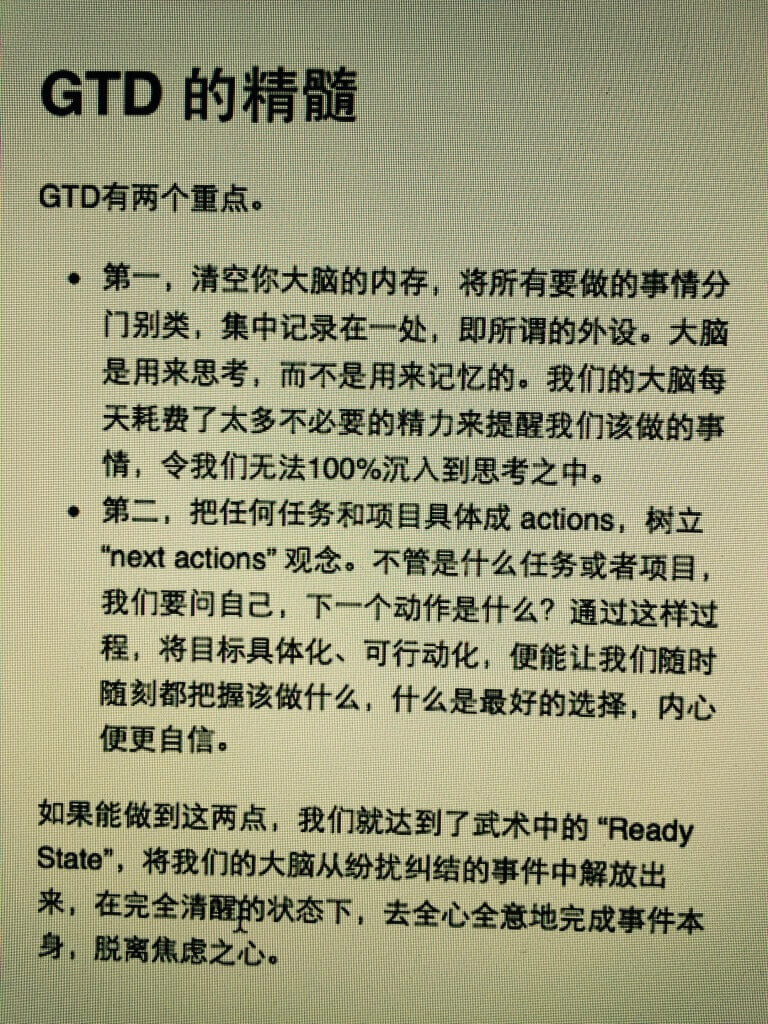 GTD 的精髓
GTD有两个重点。
• 第一，清空你大脑的内存，将所有要做的事情分
门别类，集中记录在一处，即所谓的外设。大脑
是用来思考，而不是用来记忆的。我们的大脑每
天耗费了太多不必要的精力来提醒我们该做的事
情，令我们无法100%沉入到思考之中。
• 第二，把任何任务和项目具体成 actions，树立
“next actions” 观念。不管是什么任务或者项目，
我们要问自己，下一个动作是什么？通过这样过
程，将目标具体化、可行动化，便能让我们随时
随刻都把握该做什么，什么是最好的选择，内心
便更自信。
如果能做到这两点，我们就达到了武术中的 “Ready
State”，将我们的大脑从纷扰纠结的事件中解放出
来，在完全清醒的状态下，去全心全意地完成事件本
身，脱离焦虑之心。